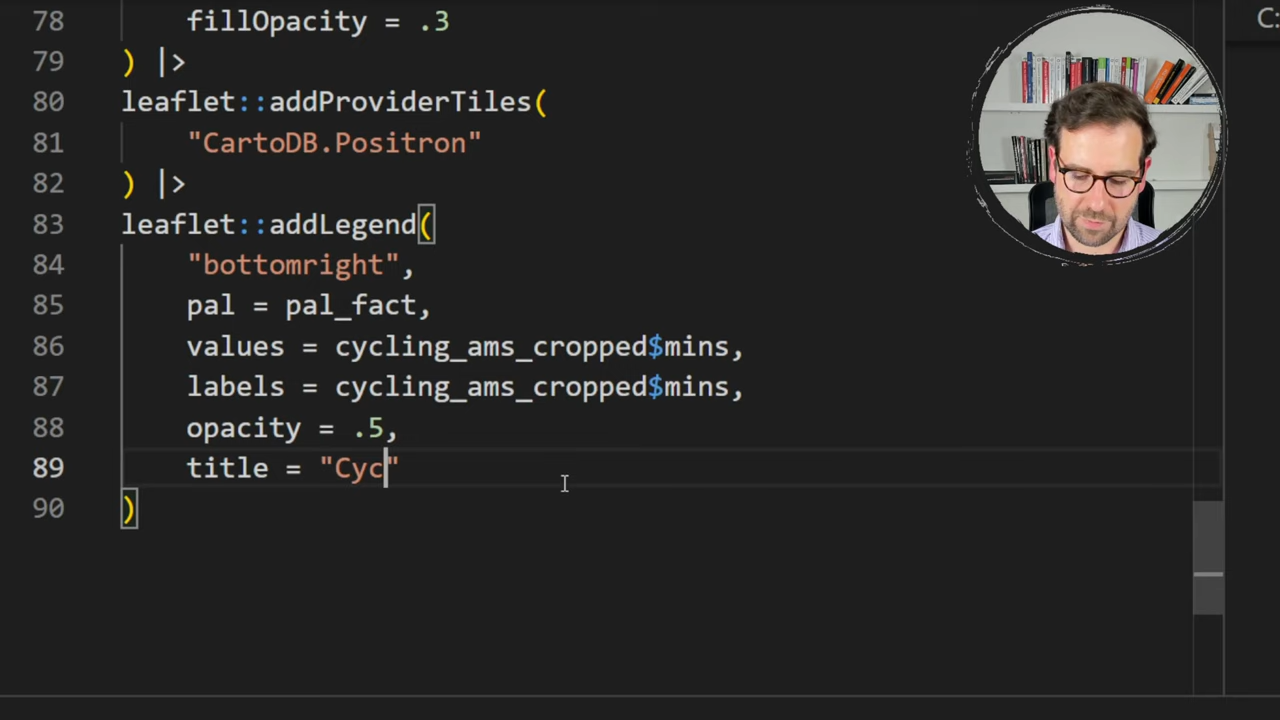 78 fillOpacity = .3
79 ) |>
80 leaflet::addProviderTiles(
81 "CartoDB.Positron"
82 ) |>
83 leaflet::addLegend(
84 "bottomright",
85 pal = pal_fact,
86 values = cycling_ams_cropped$mins,
87 labels = cycling_ams_cropped$mins,
88 opacity = .5,
89 title = "Cyc"
90 )
C: